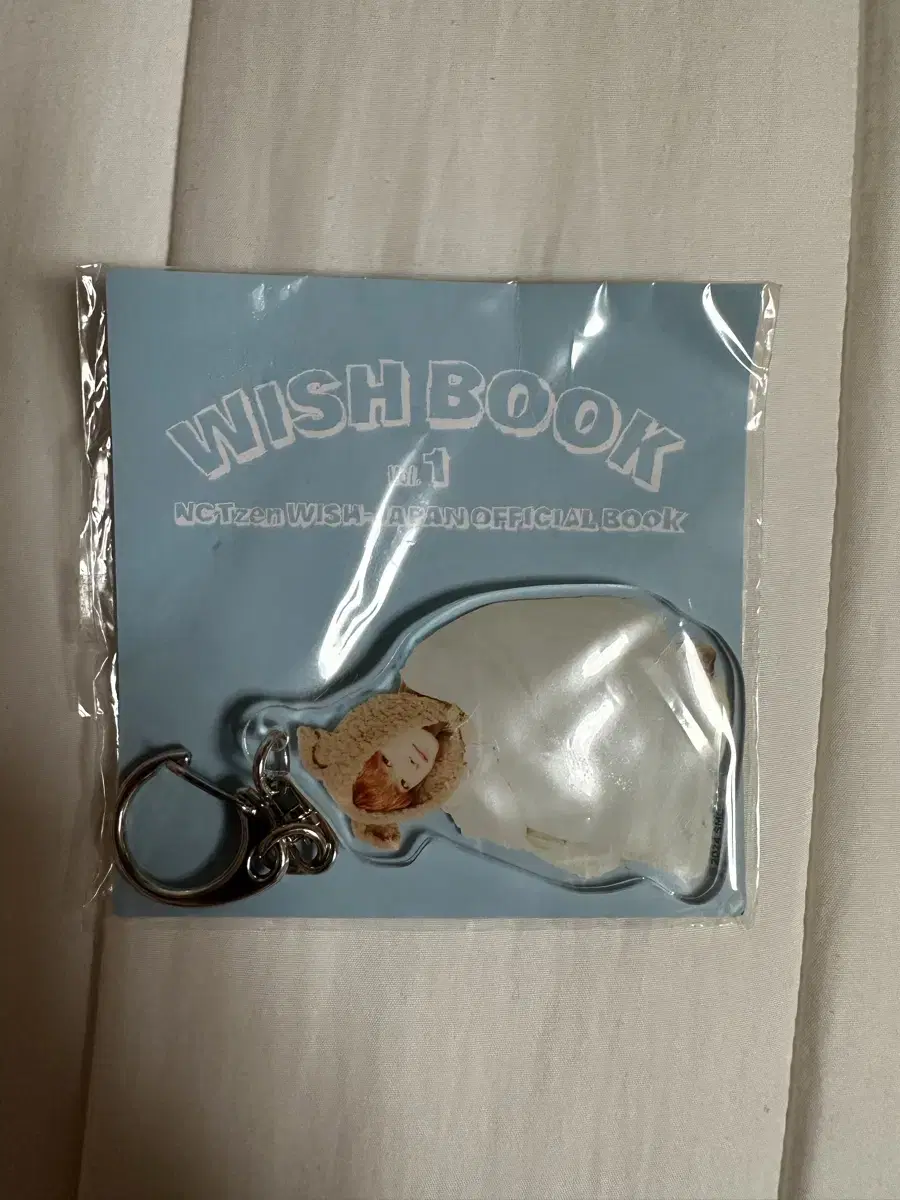 WISH BOOK
Vol. 1
NCTzen WISH-JAPAN OFFICIAL BOOK